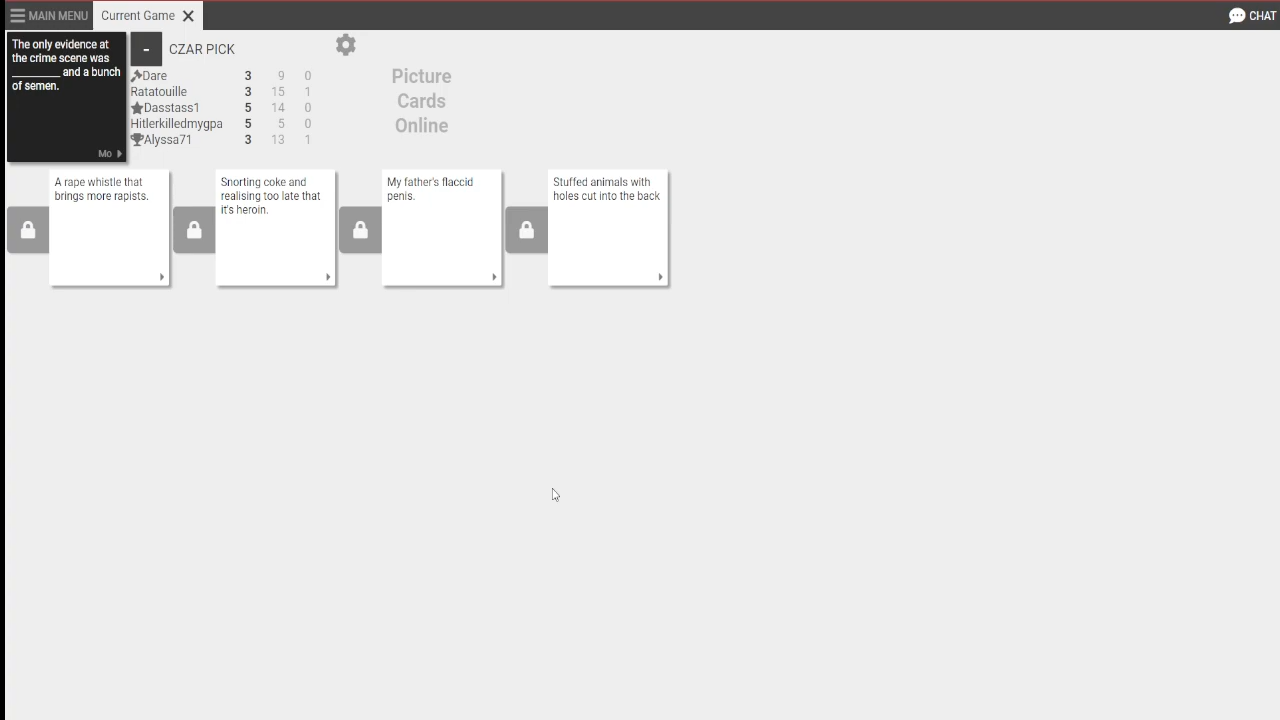 MAIN MENU
Current Game
CHAT
The only evidence at
the crime scene was
________ and a bunch
of semen.
Mo
-
CZAR PICK
Dare 3 9 0
Ratatouille 3 15 1
Dasstass1 5 14 0
Hitlerkilledmygpa 5 5 0
Alyssa71 3 13 1
Picture
Cards
Online
A rape whistle that
brings more rapists.
Snorting coke and
realising too late that
it's heroin.
My father's flaccid
penis.
Stuffed animals with
holes cut into the back